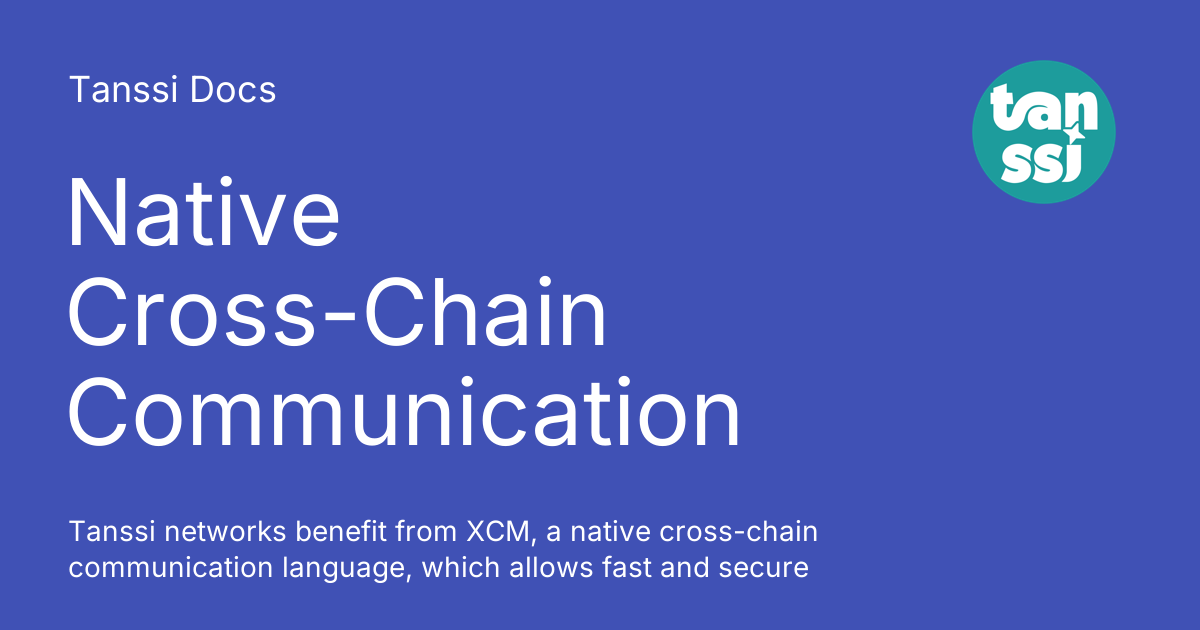 Tanssi Docs
tan
ssi
Native
Cross-Chain
Communication
Tanssi networks benefit from XCM, a native cross-chain
communication language, which allows fast and secure